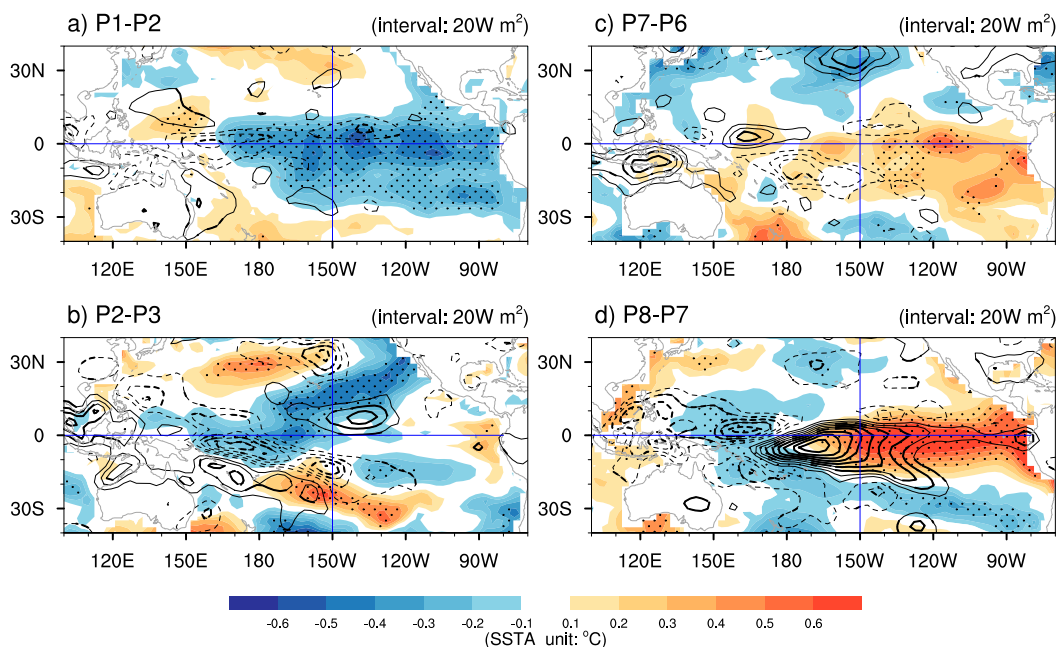 a) P1-P2 (interval: 20W m²)
30N
0
30S
120E 150E 180 150W 120W 90W
c) P7-P6 (interval: 20W m²)
30N
0
30S
120E 150E 180 150W 120W 90W
b) P2-P3 (interval: 20W m²)
30N
0
30S
120E 150E 180 150W 120W 90W
d) P8-P7 (interval: 20W m²)
30N
0
30S
120E 150E 180 150W 120W 90W
-0.6 -0.5 -0.4 -0.3 -0.2 -0.1 0.1 0.2 0.3 0.4 0.5 0.6
(SSTA unit: °C)